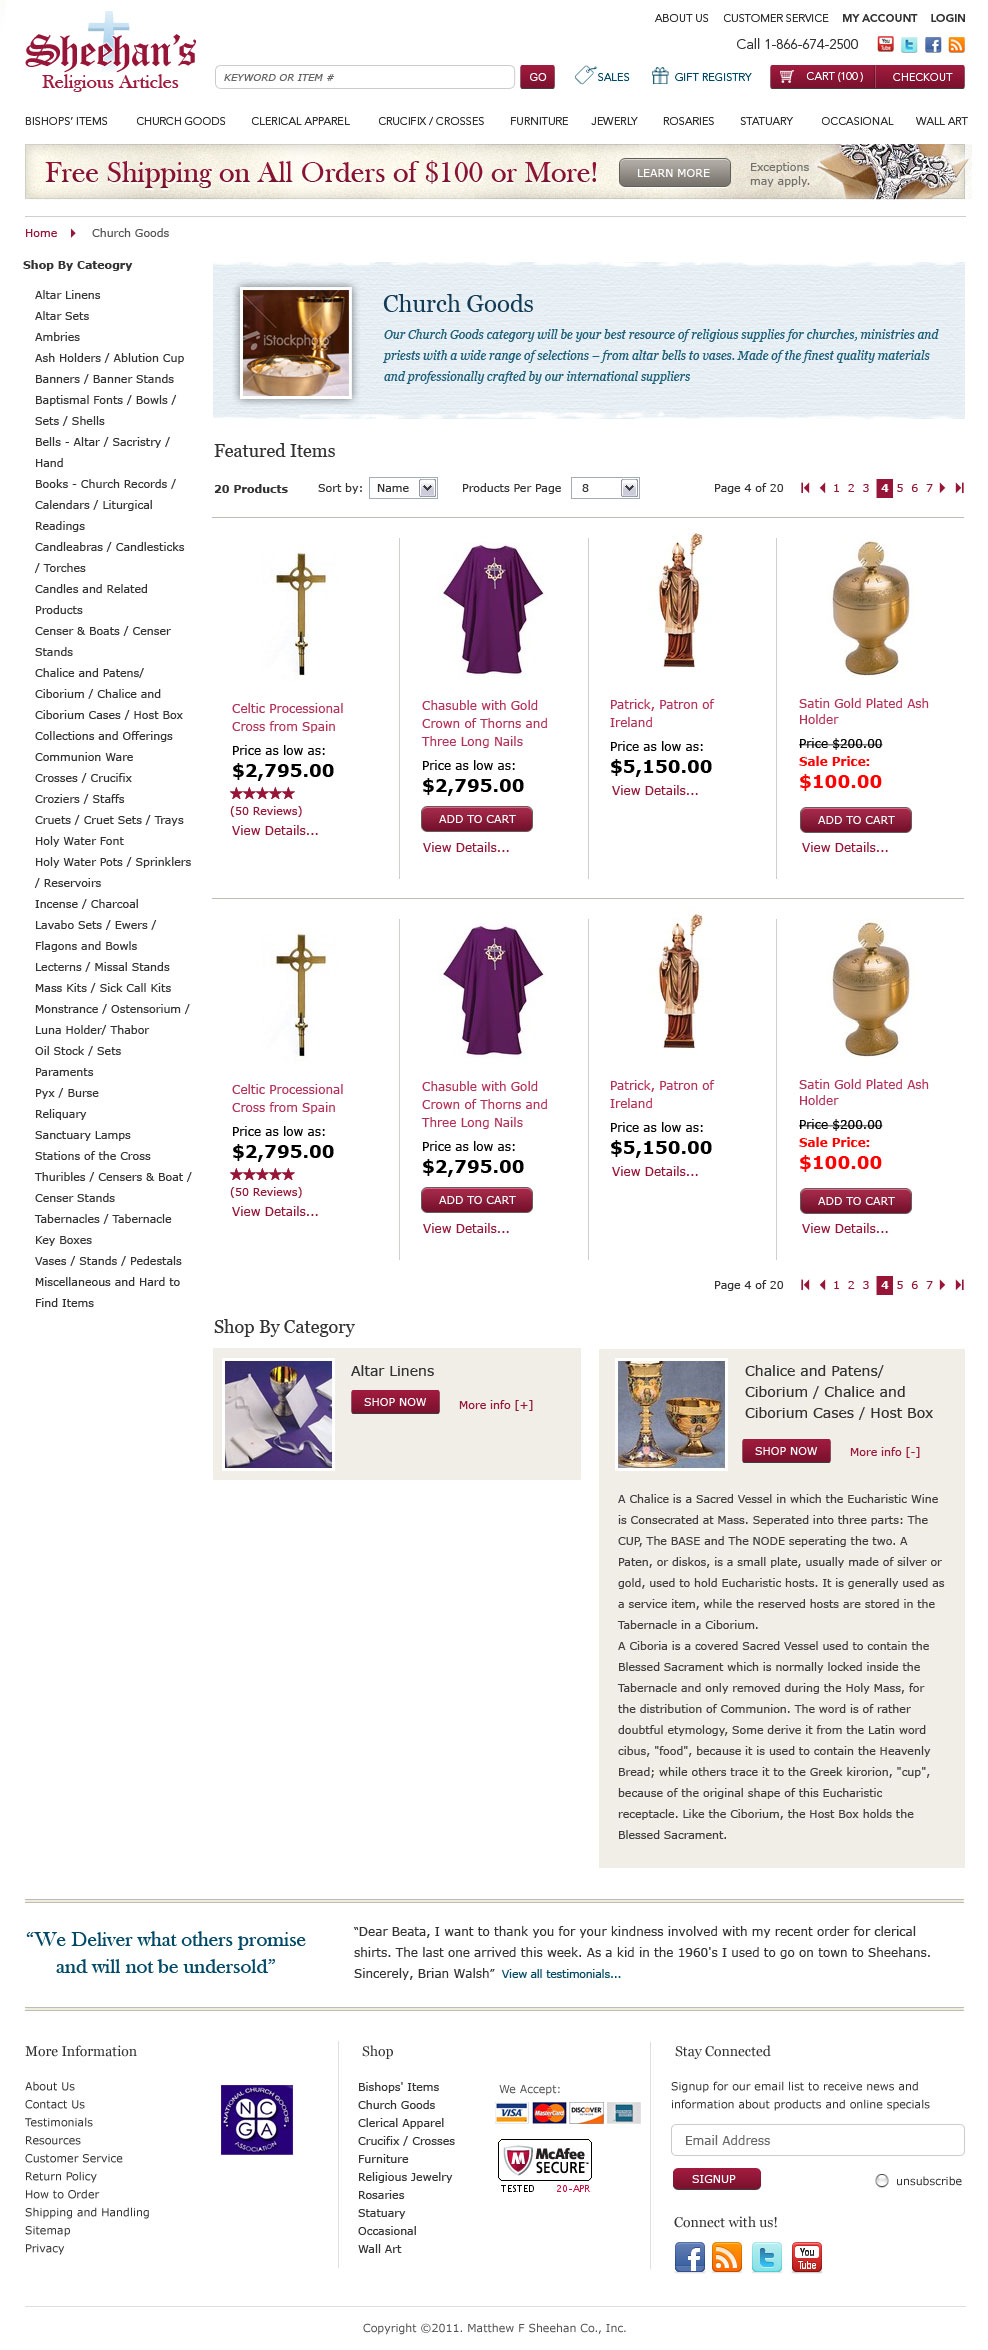 ABOUT US CUSTOMER SERVICE MY ACCOUNT LOGIN
Sheehan's
Religious Articles
Call 1-866-674-2500 You Tube
KEYWORD OR ITEM # GO SALES GIFT REGISTRY CART (100) CHECKOUT
BISHOPS' ITEMS CHURCH GOODS CLERICAL APPAREL CRUCIFIX / CROSSES FURNITURE JEWERLY ROSARIES STATUARY OCCASIONAL WALL ART
Free Shipping on All Orders of $100 or More! LEARN MORE Exceptions
may apply.
Home Church Goods
Shop By Cateogry
Altar Linens
Altar Sets
Ambries
Ash Holders / Ablution Cup
Banners / Banner Stands
Baptismal Fonts / Bowls /
Sets / Shells
Bells - Altar / Sacristry /
Hand
Books - Church Records /
Calendars / Liturgical
Readings
Candleabras / Candlesticks
/ Torches
Candles and Related
Products
Censer & Boats / Censer
Stands
Chalice and Patens/
Ciborium / Chalice and
Ciborium Cases / Host Box
Collections and Offerings
Communion Ware
Crosses / Crucifix
Croziers / Staffs
Cruets / Cruet Sets / Trays
Holy Water Font
Holy Water Pots / Sprinklers
/ Reservoirs
Incense / Charcoal
Lavabo Sets / Ewers /
Flagons and Bowls
Lecterns / Missal Stands
Mass Kits / Sick Call Kits
Monstrance / Ostensorium /
Luna Holder/ Thabor
Oil Stock / Sets
Paraments
Pyx / Burse
Reliquary
Sanctuary Lamps
Stations of the Cross
Thuribles / Censers & Boat /
Censer Stands
Tabernacles / Tabernacle
Key Boxes
Vases / Stands / Pedestals
Miscellaneous and Hard to
Find Items
iStockphoto
Church Goods
Our Church Goods category will be your best resource of religious supplies for churches, ministries and
priests with a wide range of selections – from altar bells to vases. Made of the finest quality materials
and professionally crafted by our international suppliers
Featured Items
20 Products Sort by: Name Products Per Page 8 Page 4 of 20 1 2 3 4 5 6 7
Celtic Processional
Cross from Spain
Price as low as:
$2,795.00
(50 Reviews)
View Details...
Chasuble with Gold
Crown of Thorns and
Three Long Nails
Price as low as:
$2,795.00
ADD TO CART
View Details...
Patrick, Patron of
Ireland
Price as low as:
$5,150.00
View Details...
Satin Gold Plated Ash
Holder
Price $200.00
Sale Price:
$100.00
ADD TO CART
View Details...
Celtic Processional
Cross from Spain
Price as low as:
$2,795.00
(50 Reviews)
View Details...
Chasuble with Gold
Crown of Thorns and
Three Long Nails
Price as low as:
$2,795.00
ADD TO CART
View Details...
Patrick, Patron of
Ireland
Price as low as:
$5,150.00
View Details...
Satin Gold Plated Ash
Holder
Price $200.00
Sale Price:
$100.00
ADD TO CART
View Details...
Page 4 of 20 1 2 3 4 5 6 7
Shop By Category
Altar Linens
SHOP NOW More info [+]
Chalice and Patens/
Ciborium / Chalice and
Ciborium Cases / Host Box
SHOP NOW More info [-]
A Chalice is a Sacred Vessel in which the Eucharistic Wine
is Consecrated at Mass. Seperated into three parts: The
CUP, The BASE and The NODE seperating the two. A
Paten, or diskos, is a small plate, usually made of silver or
gold, used to hold Eucharistic hosts. It is generally used as
a service item, while the reserved hosts are stored in the
Tabernacle in a Ciborium.
A Ciboria is a covered Sacred Vessel used to contain the
Blessed Sacrament which is normally locked inside the
Tabernacle and only removed during the Holy Mass, for
the distribution of Communion. The word is of rather
doubtful etymology, Some derive it from the Latin word
cibus, "food", because it is used to contain the Heavenly
Bread; while others trace it to the Greek kirorion, "cup",
because of the original shape of this Eucharistic
receptacle. Like the Ciborium, the Host Box holds the
Blessed Sacrament.
“We Deliver what others promise
and will not be undersold”
“Dear Beata, I want to thank you for your kindness involved with my recent order for clerical
shirts. The last one arrived this week. As a kid in the 1960's I used to go on town to Sheehans.
Sincerely, Brian Walsh” View all testimonials...
More Information
About Us
Contact Us
Testimonials
Resources
Customer Service
Return Policy
How to Order
Shipping and Handling
Sitemap
Privacy
NATIONAL CHURCH GOODS
NCGA
ASSOCIATION
Shop
Bishops' Items
Church Goods
Clerical Apparel
Crucifix / Crosses
Furniture
Religious Jewelry
Rosaries
Statuary
Occasional
Wall Art
We Accept:
VISA MasterCard DISCOVER
McAfee
SECURE
TESTED 20-APR
Stay Connected
Signup for our email list to receive news and
information about products and online specials
Email Address
SIGNUP unsubscribe
Connect with us!
You Tube
Copyright ©2011. Matthew F Sheehan Co., Inc.